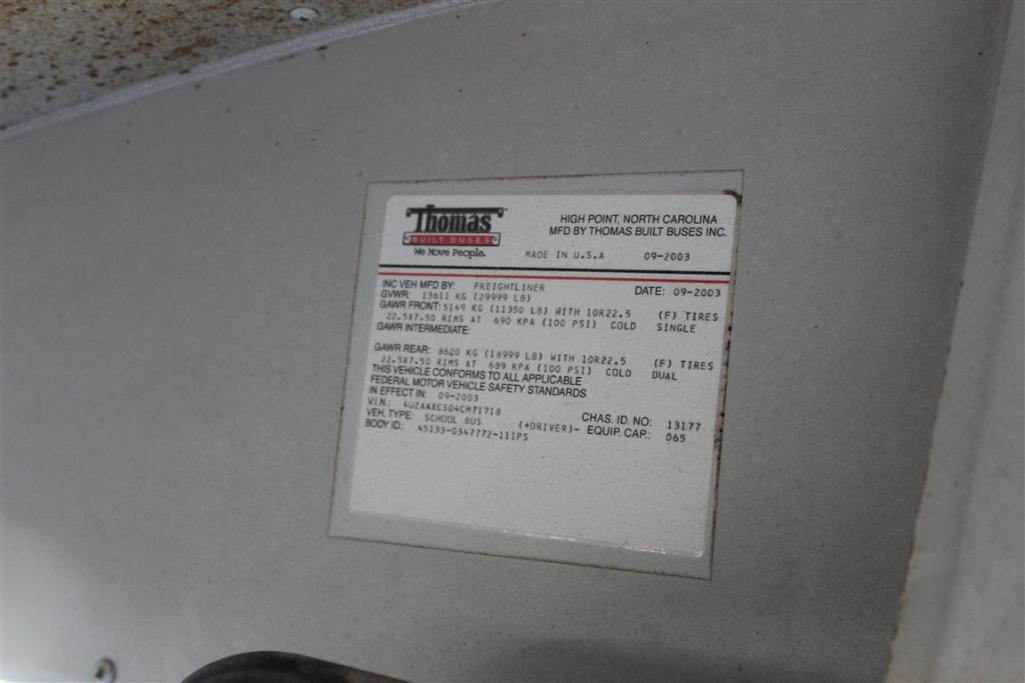 Thomas
BUILT BUSES
We Move People.
HIGH POINT, NORTH CAROLINA
MFD BY THOMAS BUILT BUSES INC.
MADE IN U.S.A 09-2003
INC VEH MFD BY: FREIGHTLINER DATE: 09-2003
GVWR: 13611 KG (29999 LB)
GAWR FRONT: 5149 KG (11350 LB) WITH 10R22.5 (F) TIRES
22.5X7.50 RIMS AT 690 KPA (100 PSI) COLD SINGLE
GAWR INTERMEDIATE:
GAWR REAR: 8620 KG (18999 LB) WITH 10R22.5 (F) TIRES
22.5X7.50 RIMS AT 689 KPA (100 PSI) COLD DUAL
THIS VEHICLE CONFORMS TO ALL APPLICABLE
FEDERAL MOTOR VEHICLE SAFETY STANDARDS
IN EFFECT IN: 09-2003
V.I.N.: 4UZAAXCS04CM71718 CHAS. ID. NO: 13177
VEH. TYPE: SCHOOL BUS (+DRIVER)- EQUIP. CAP.: 065
BODY ID.: 45133-0347772-111PS